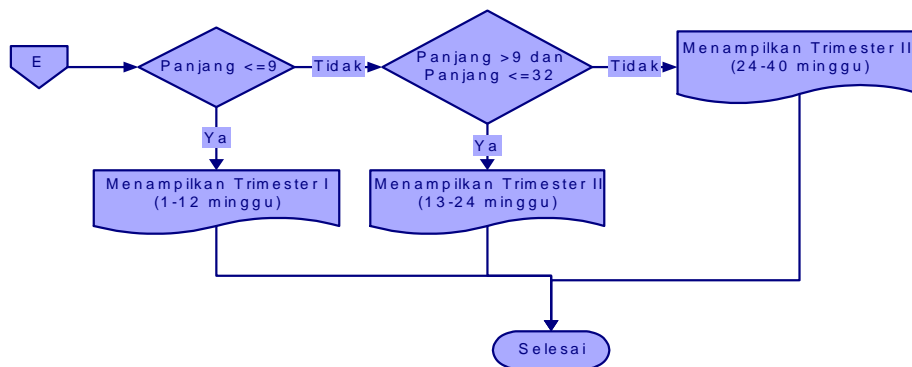 E
Panjang <=9
Tidak
Panjang >9 dan
Panjang <=32
Tidak
Menampilkan Trimester II
(24-40 minggu)
Ya
Ya
Menampilkan Trimester I
(1-12 minggu)
Menampilkan Trimester II
(13-24 minggu)
Selesai